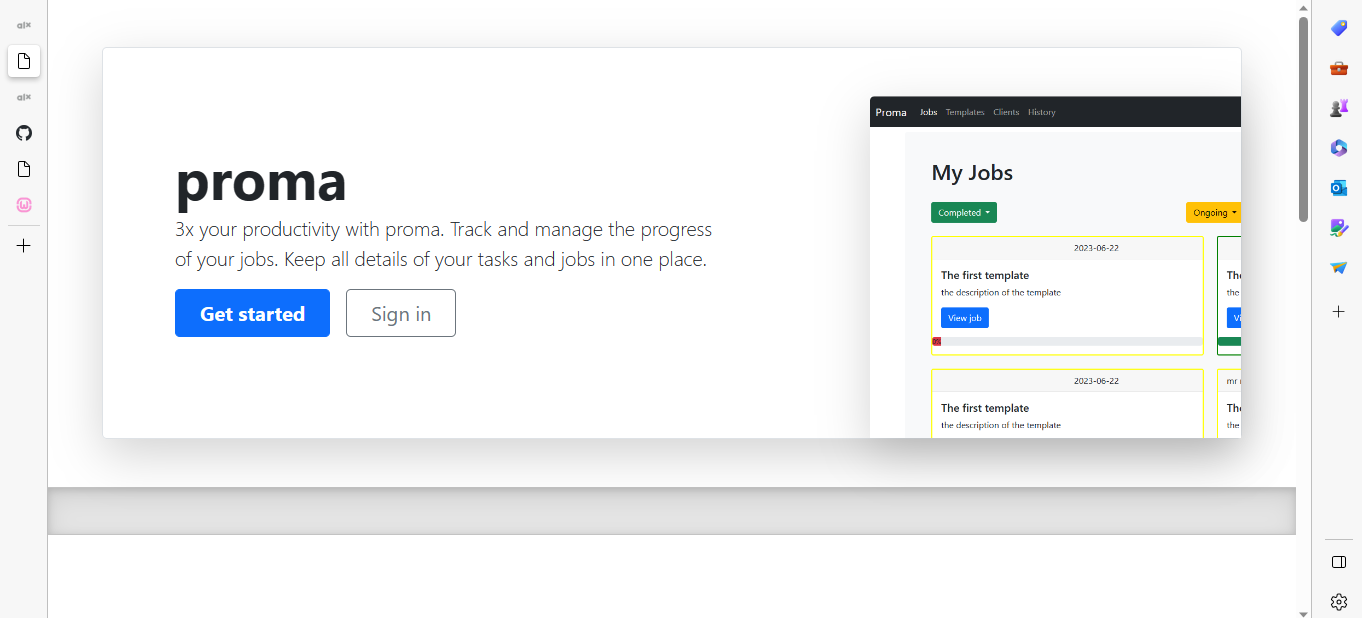 alx
alx
proma
3x your productivity with proma. Track and manage the progress
of your jobs. Keep all details of your tasks and jobs in one place.
Get started
Sign in
Proma
Jobs
Templates
Clients
History
My Jobs
Completed
Ongoing
2023-06-22
The first template
the description of the template
View job
The
the
Vi
2023-06-22
The first template
the description of the template
mr
The
the